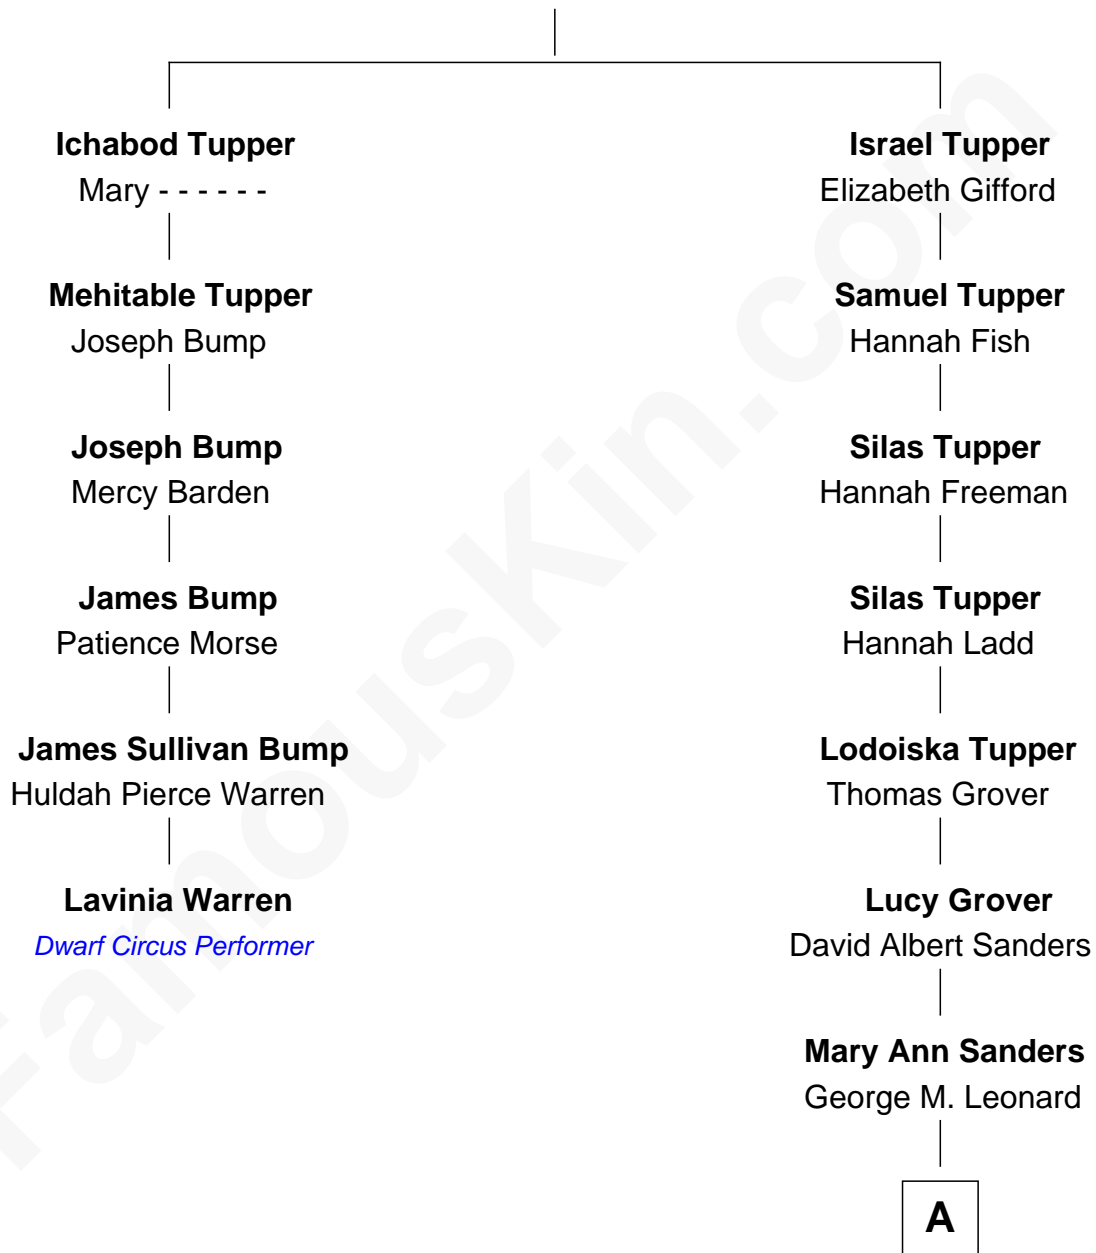 Ichabod Tupper
Mary - - - - - -
Mehitable Tupper
Joseph Bump
Joseph Bump
Mercy Barden
James Bump
Patience Morse
James Sullivan Bump
Huldah Pierce Warren
Lavinia Warren
Dwarf Circus Performer
Israel Tupper
Elizabeth Gifford
Samuel Tupper
Hannah Fish
Silas Tupper
Hannah Freeman
Silas Tupper
Hannah Ladd
Lodoiska Tupper
Thomas Grover
Lucy Grover
David Albert Sanders
Mary Ann Sanders
George M. Leonard
A
FamousKin.com